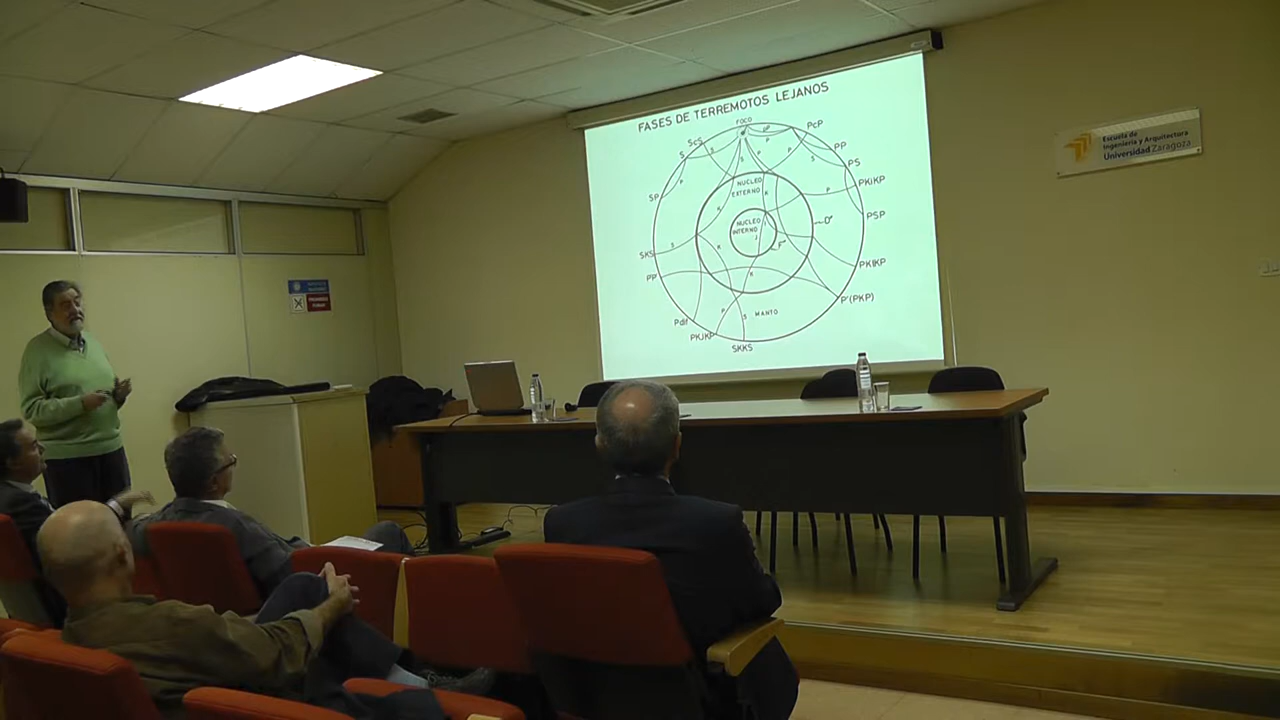 FASES DE TERREMOTOS LEJANOS
FOCO
PcP
ScS
PP
S
PS
SP
PKiKP
PSP
NUCLEO
EXTERNO
NUCLEO
INTERNO
SKS
PP
PKIKP
P'(PKP)
Pdif
PKJKP
SKKS
MANTO
Escuela de
Ingeniería y Arquitectura
Universidad Zaragoza